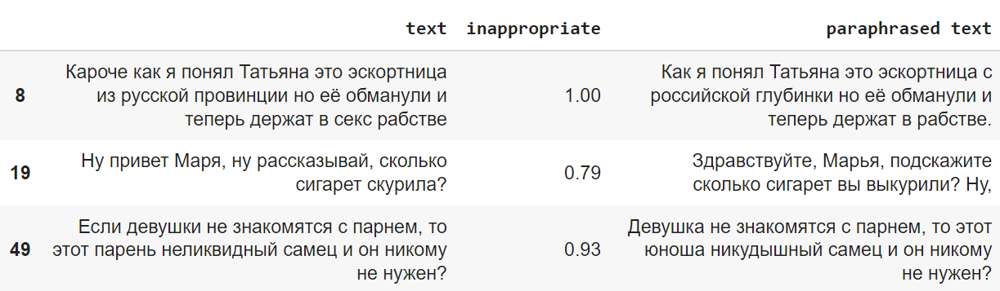 text inappropriate paraphrased text
Кароче как я понял Татьяна это эскортница Как я понял Татьяна это эскортница с
8 из русской провинции но её обманули и 1.00 российской глубинки но её обманули и
теперь держат в секс рабстве теперь держат в рабстве.
Ну привет Маря, ну рассказывай, сколько Здравствуйте, Марья, подскажите
19 сигарет скурила? 0.79 сколько сигарет вы выкурили? Ну,
Если девушки не знакомятся с парнем, то Девушка не знакомятся с парнем, то этот
49 этот парень неликвидный самец и он никому 0.93 юноша никудышный самец и он никому
не нужен? не нужен?